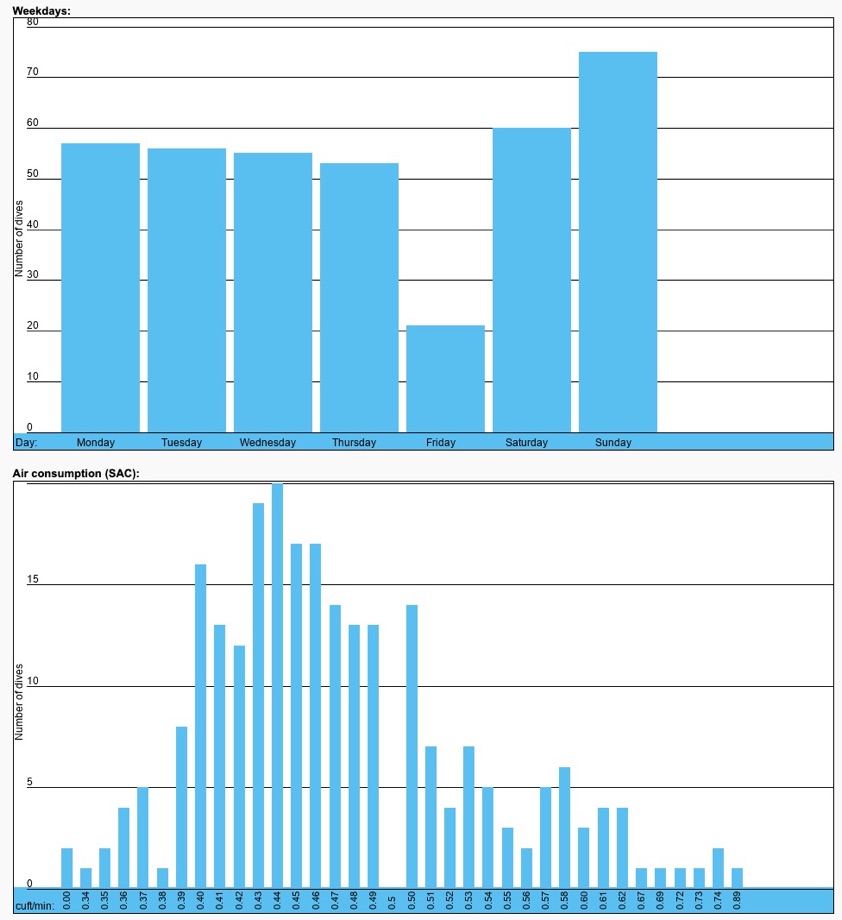 Weekdays:
80
70
60
50
40
30
20
10
0
Number of dives
Day: Monday Tuesday Wednesday Thursday Friday Saturday Sunday
Air consumption (SAC):
15
10
5
0
Number of dives
cuft/min: 0.00 0.34 0.35 0.36 0.37 0.38 0.39 0.40 0.41 0.42 0.43 0.44 0.45 0.46 0.47 0.48 0.49 0.5 0.50 0.51 0.52 0.53 0.54 0.55 0.56 0.57 0.58 0.60 0.61 0.62 0.67 0.69 0.72 0.73 0.74 0.89